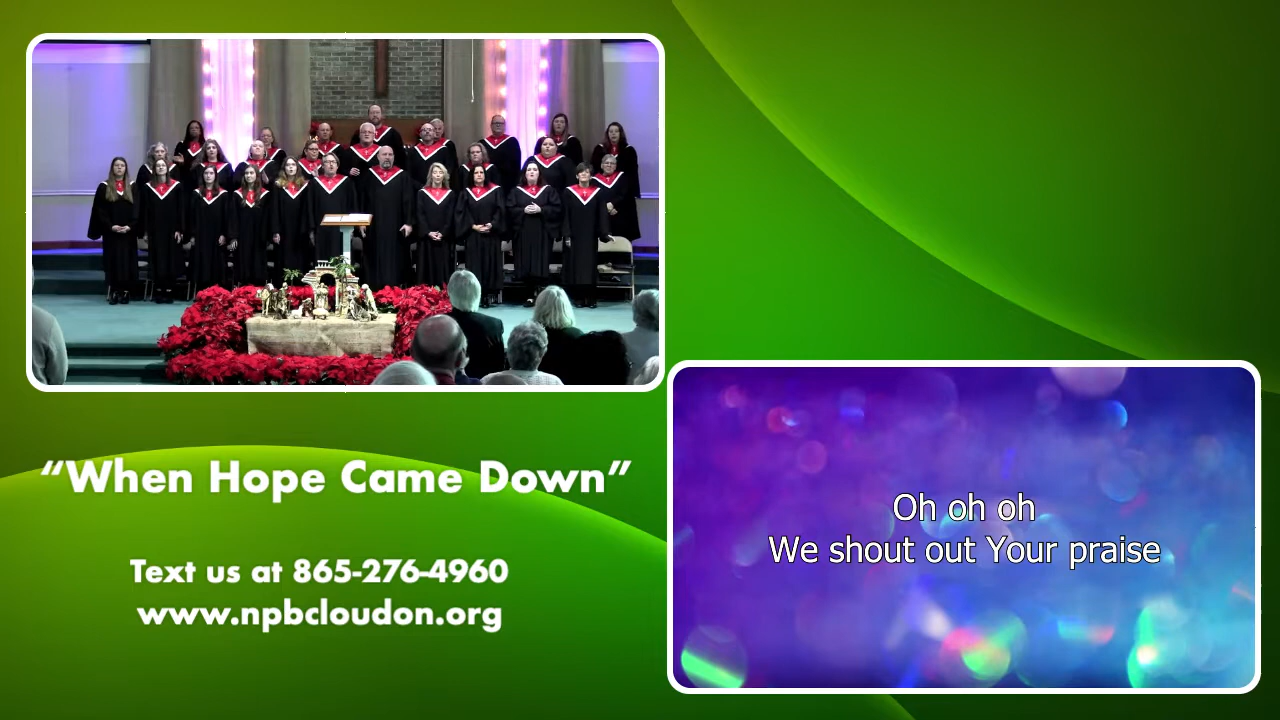 “When Hope Came Down”
Text us at 865-276-4960
www.npbcloudon.org
Oh oh oh
We shout out Your praise